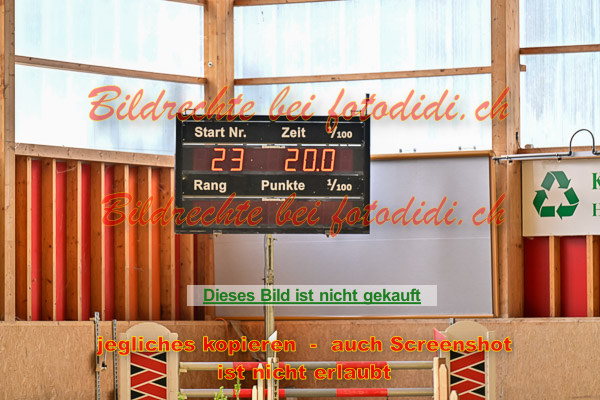 Bildrechte bei fotodidi.ch
Start Nr. Zeit 1/100
23 20.0
Rang Punkte 1/100
Bildrechte bei fotodidi.ch
K
H
Dieses Bild ist nicht gekauft
jegliches kopieren - auch Screenshot
ist nicht erlaubt